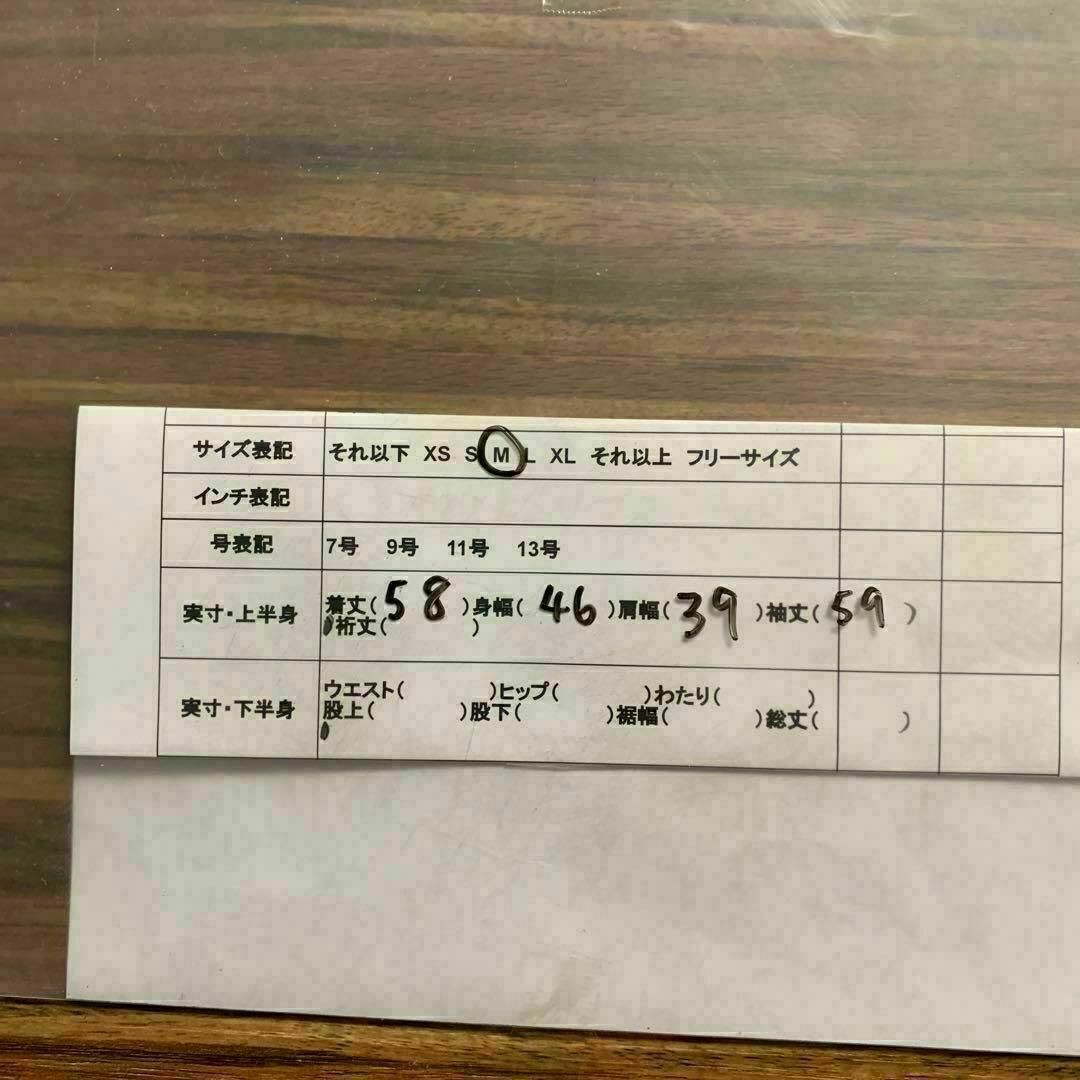 サイズ表記 それ以下 XS S M L XL それ以上 フリーサイズ
インチ表記
号表記 7号 9号 11号 13号
実寸・上半身 着丈(58)身幅(46)肩幅(39)袖丈(59)
裄丈( )
実寸・下半身 ウエスト( )ヒップ( )わたり( )
股上( )股下( )裾幅( )総丈( )